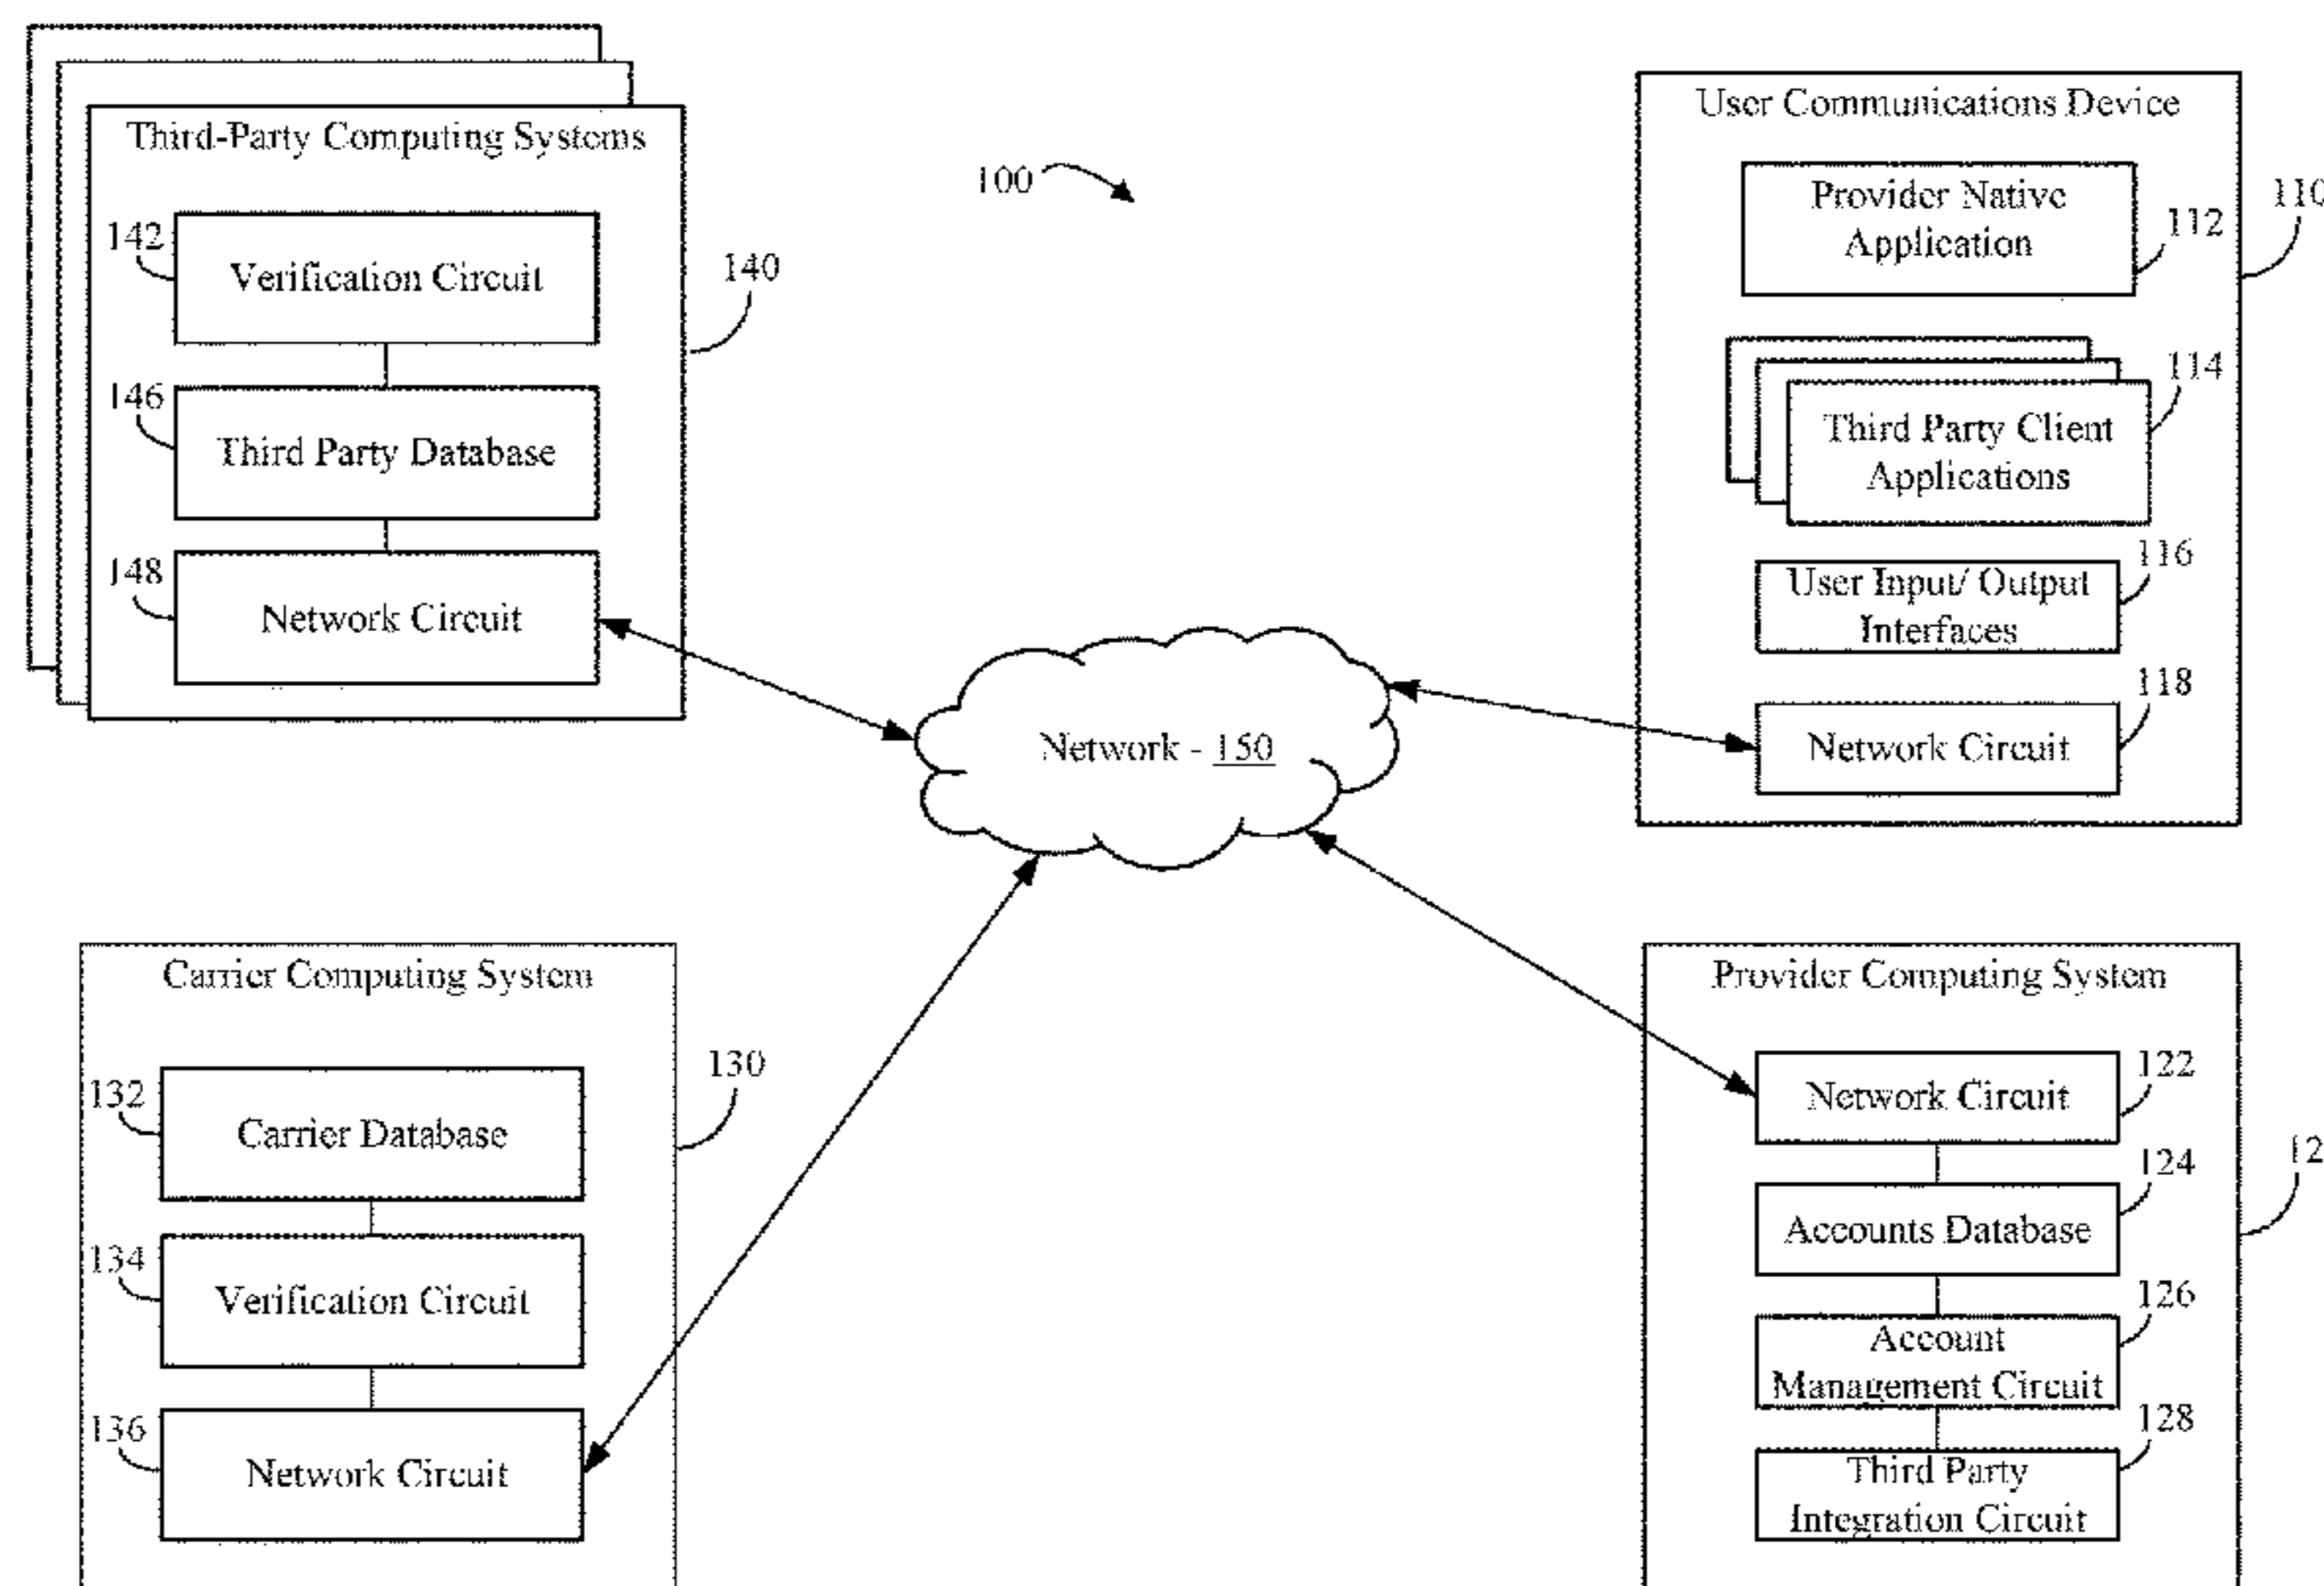 Third-Party Computing Systems
142
Verification Circuit
140
146
Third Party Database
148
Network Circuit
100
User Communications Device
Provider Native
Application
112
110
114
Third Party Client
Applications
116
User Input/ Output
Interfaces
118
Network Circuit
Network - 150
Carrier Computing System
130
132
Carrier Database
134
Verification Circuit
136
Network Circuit
Provider Computing System
122
Network Circuit
12
124
Accounts Database
126
Account
Management Circuit
128
Third Party
Integration Circuit